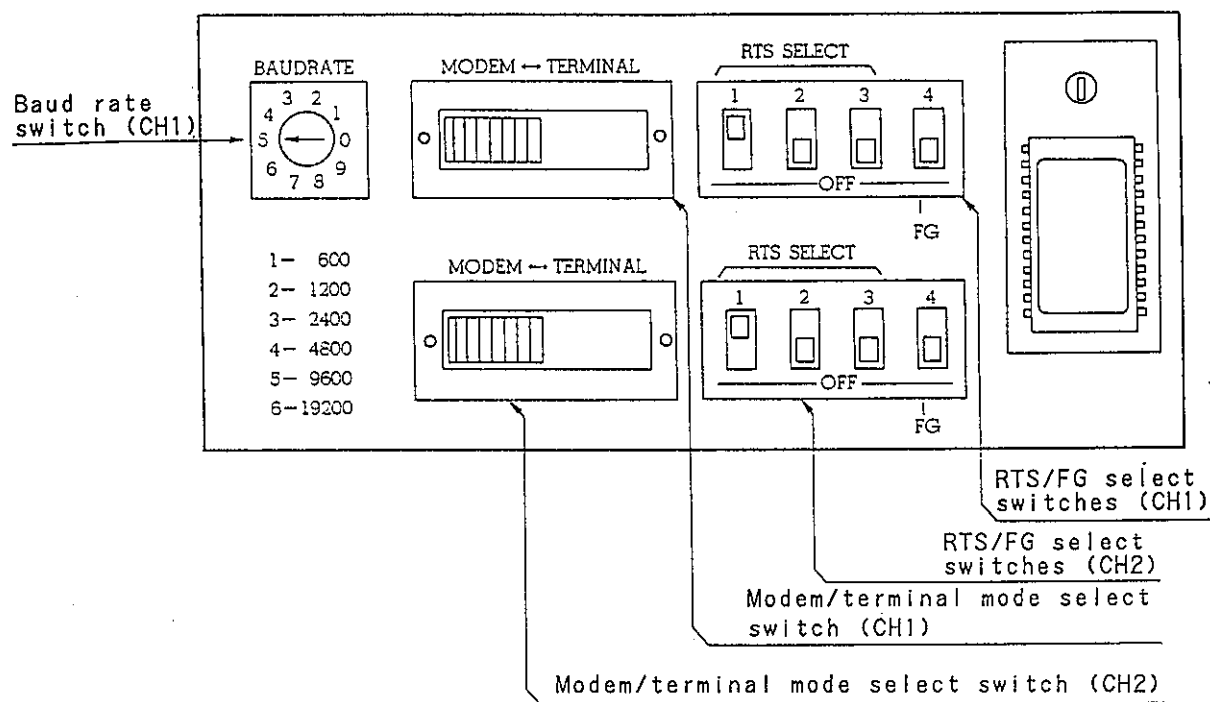 BAUDRATE
3 2
4 1
5 0
6 9
7 8
Baud rate
switch (CH1)
1- 600
2- 1200
3- 2400
4- 4800
5- 9600
6-19200
MODEM ↔ TERMINAL
RTS SELECT
1 2 3 4
OFF
FG
MODEM ↔ TERMINAL
RTS SELECT
1 2 3 4
OFF
FG
RTS/FG select
switches (CH1)
RTS/FG select
switches (CH2)
Modem/terminal mode select
switch (CH1)
Modem/terminal mode select switch (CH2)